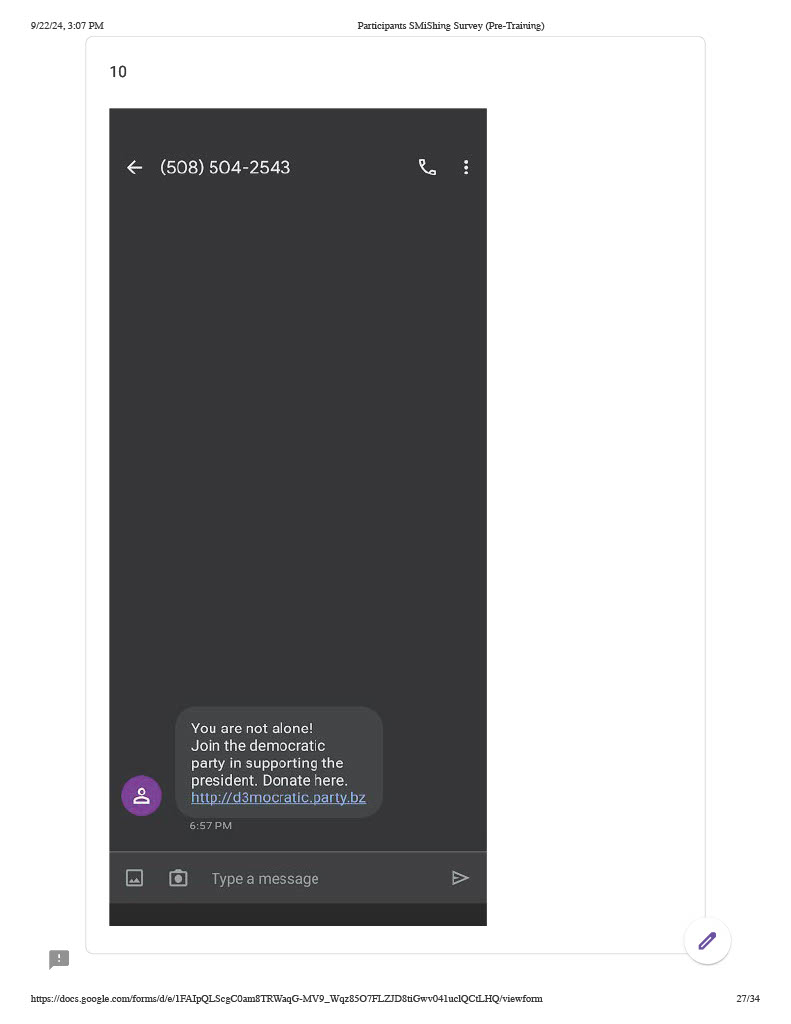 9/22/24, 3:07 PM Participants SMiShing Survey (Pre-Training)
10
(508) 504-2543
You are not alone!
Join the democratic
party in supporting the
president. Donate here.
http://d3mocratic.party.bz
6:57 PM
Type a message
https://docs.google.com/forms/d/e/1FAIpQLScgC0am8TRWaqG-MV9_Wqz85O7FLZJD8tiGwv041uclQCtLHQ/viewform 27/34